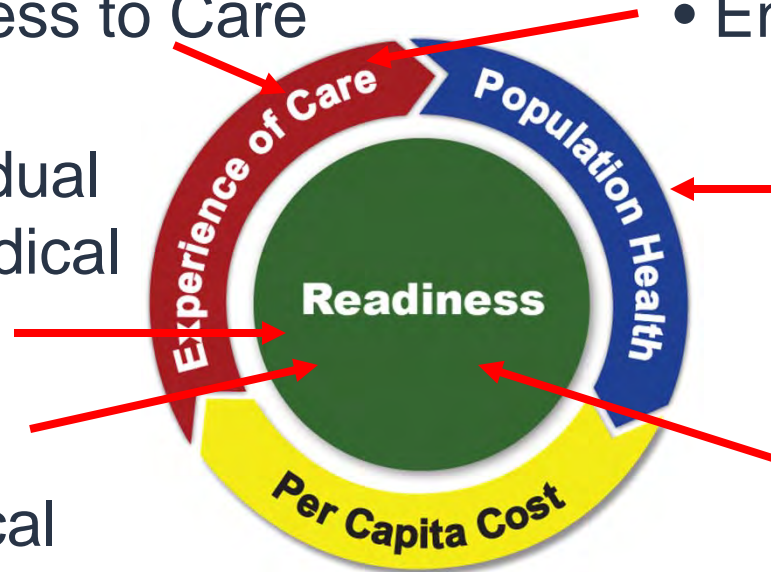 ess to Care
• En
Experience of Care
Population Health
dual
dical
Readiness
Per Capita Cost
cal